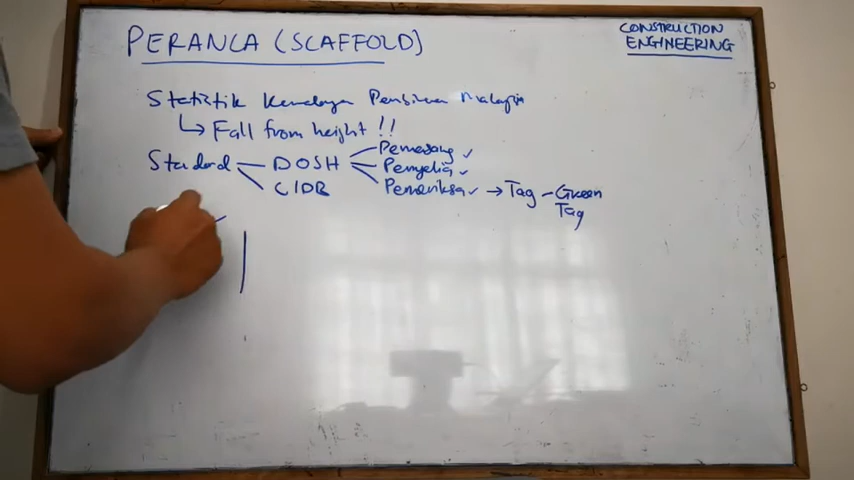 PERANCA (SCAFFOLD)
CONSTRUCTION
ENGINEERING
Statistik Kemalangan Pembinaan Malaysia
↳ Fall from height !!
Standard DOSH
CIDB
Pemasang ✓
Penyelia ✓
Pemeriksa ✓ → Tag - Green
Tag